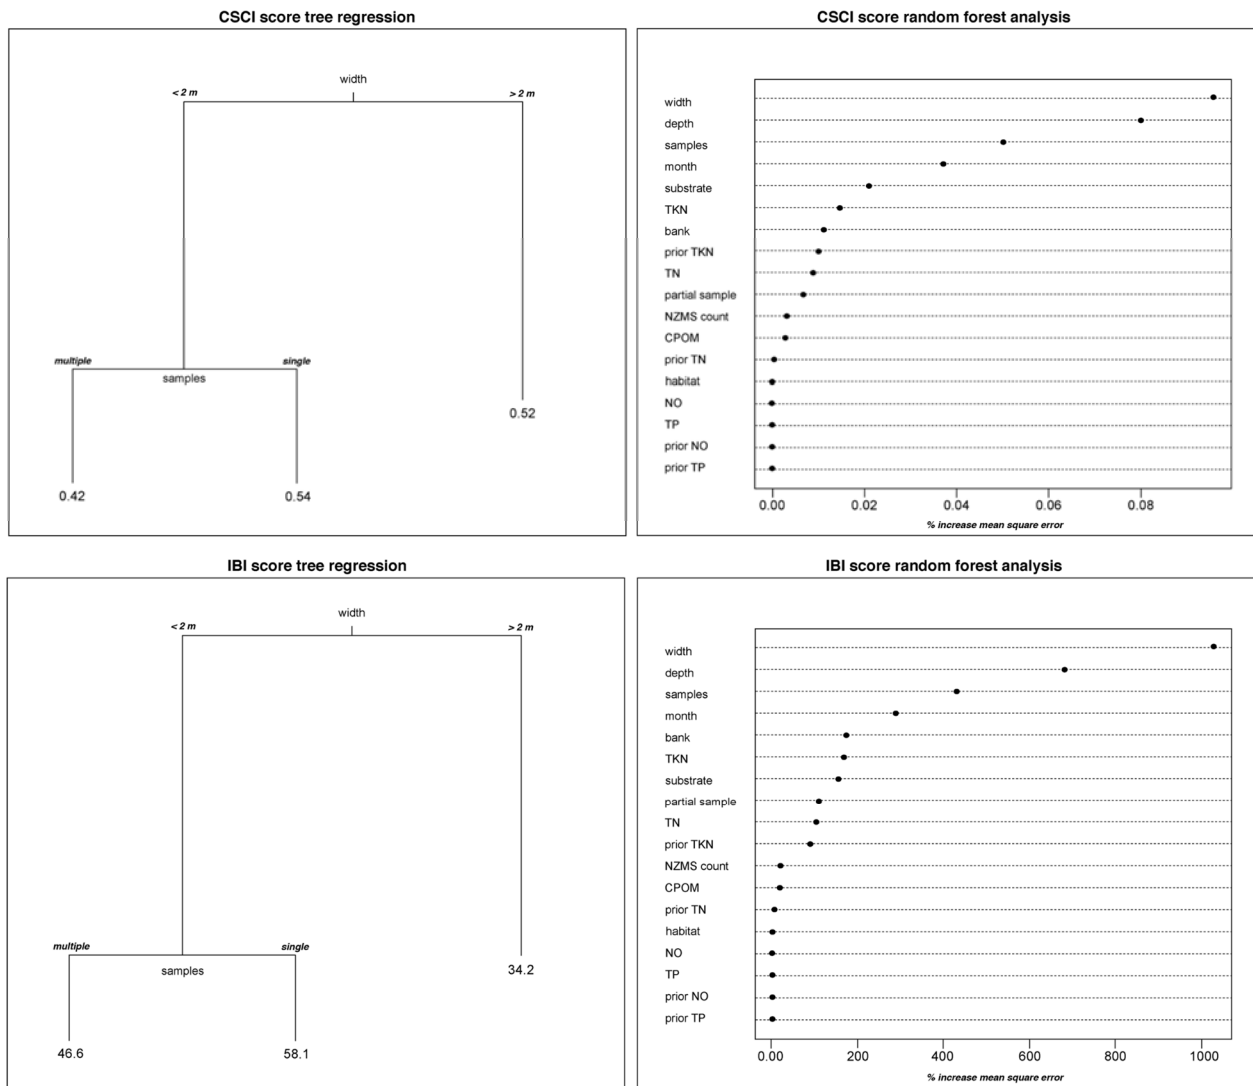 CSCI score tree regression
width
< 2 m
> 2 m
multiple
single
samples
0.52
0.42
0.54
CSCI score random forest analysis
width
depth
samples
month
substrate
TKN
bank
prior TKN
TN
partial sample
NZMS count
CPOM
prior TN
habitat
NO
TP
prior NO
prior TP
0.00 0.02 0.04 0.06 0.08
% increase mean square error
IBI score tree regression
width
< 2 m
> 2 m
multiple
single
samples
34.2
46.6
58.1
IBI score random forest analysis
width
depth
samples
month
bank
TKN
substrate
partial sample
TN
prior TKN
NZMS count
CPOM
prior TN
habitat
NO
TP
prior NO
prior TP
0.00 200 400 600 800 1000
% increase mean square error